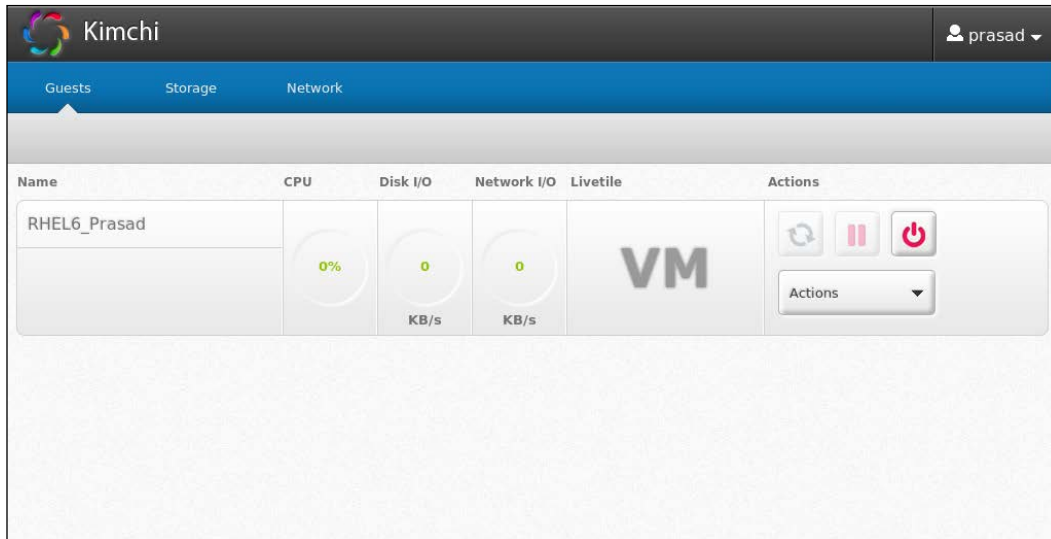 Kimchi
prasad
Guests Storage Network
Name CPU Disk I/O Network I/O Livetile Actions
RHEL6_Prasad
0% 0 0 VM
Actions
KB/s KB/s